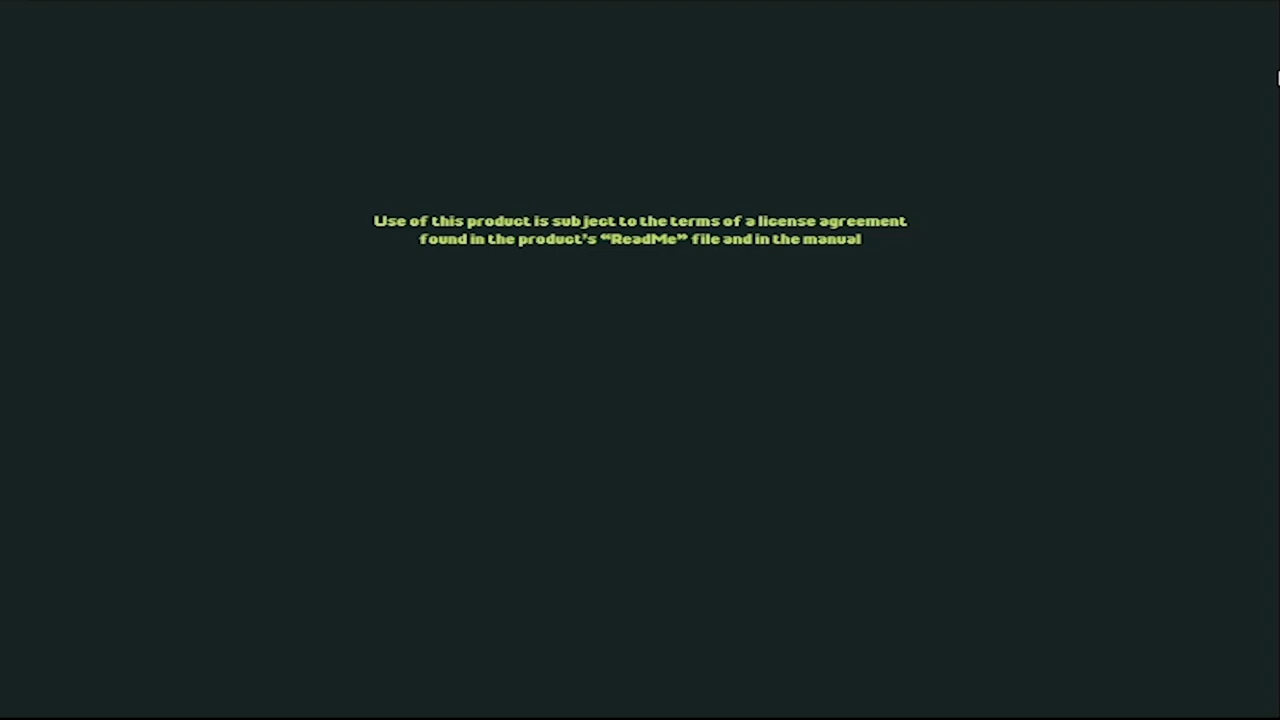 Use of this product is subject to the terms of a license agreement
found in the product's “ReadMe” file and in the manual